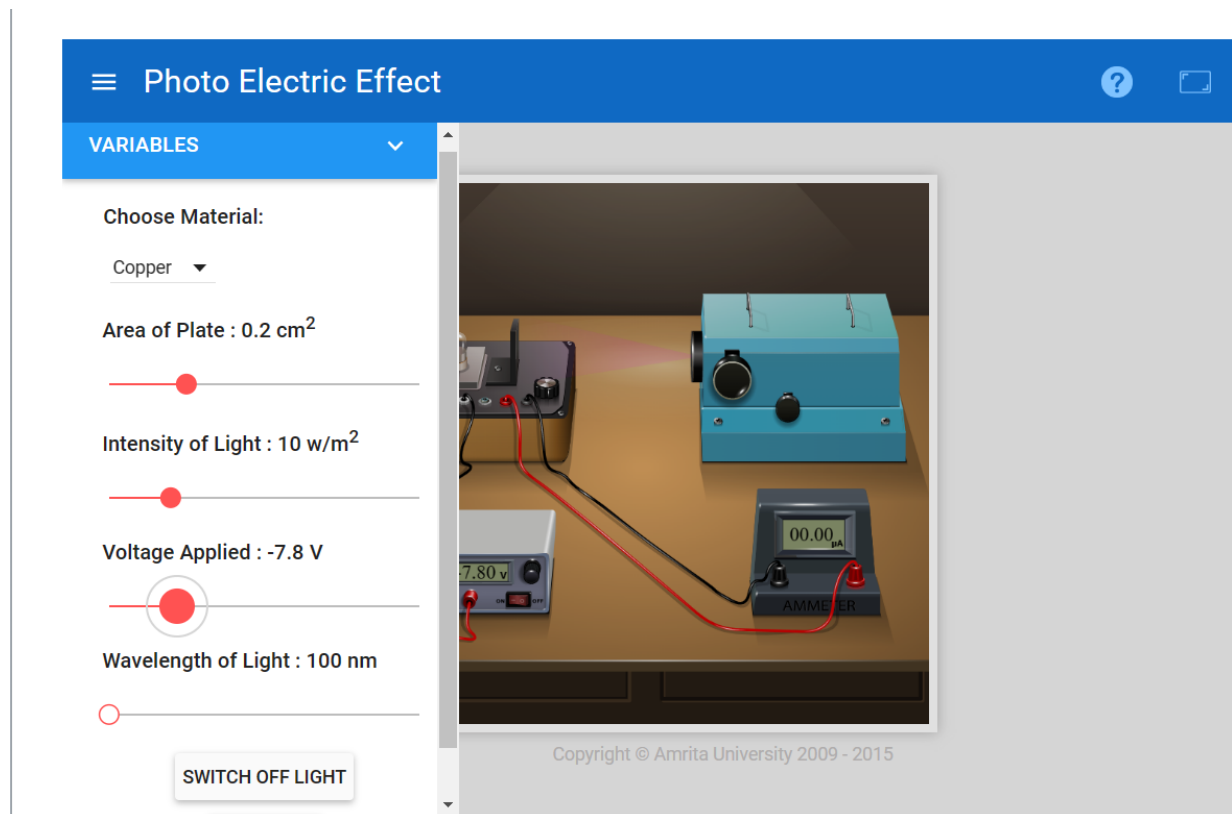 Photo Electric Effect
?
VARIABLES
Choose Material:
Copper
Area of Plate : 0.2 cm²
Intensity of Light : 10 w/m²
Voltage Applied : -7.8 V
Wavelength of Light : 100 nm
SWITCH OFF LIGHT
00.00 µA
-7.80 v
ON OFF
AMMETER
Copyright © Amrita University 2009 - 2015